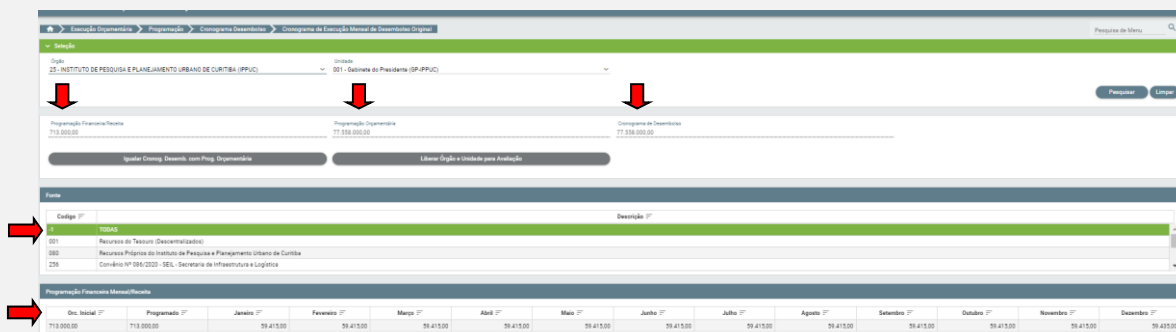 Execução Orçamentária Programação Cronograma Desembolso Cronograma de Execução Mensal de Desembolso Original
Pesquisa de Menu
Seleção
Órgão Unidade
25 - INSTITUTO DE PESQUISA E PLANEJAMENTO URBANO DE CURITIBA (IPPUC) 001 - Gabinete do Presidente (GP-IPPUC)
Pesquisar Limpar
Programação Financeira/Receita Programação Orçamentária Cronograma de Desembolso
713.000,00 77.558.000,00 77.558.000,00
Igualar Cronog. Desemb. com Prog. Orçamentária Liberar Órgão e Unidade para Avaliação
Fonte
Codigo Descrição
TODAS
001 Recursos do Tesouro (Descentralizados)
080 Recursos Próprios do Instituto de Pesquisa e Planejamento Urbano de Curitiba
256 Convênio Nº 086/2020 - SEIL - Secretaria de Infraestrutura e Logística
Programação Financeira Mensal/Receita
Orc. Inicial Programado Janeiro Fevereiro Março Abril Maio Junho Julho Agosto Setembro Outubro Novembro Dezembro
713.000,00 713.000,00 59.415,00 59.415,00 59.415,00 59.415,00 59.415,00 59.415,00 59.415,00 59.415,00 59.415,00 59.415,00 59.415,00